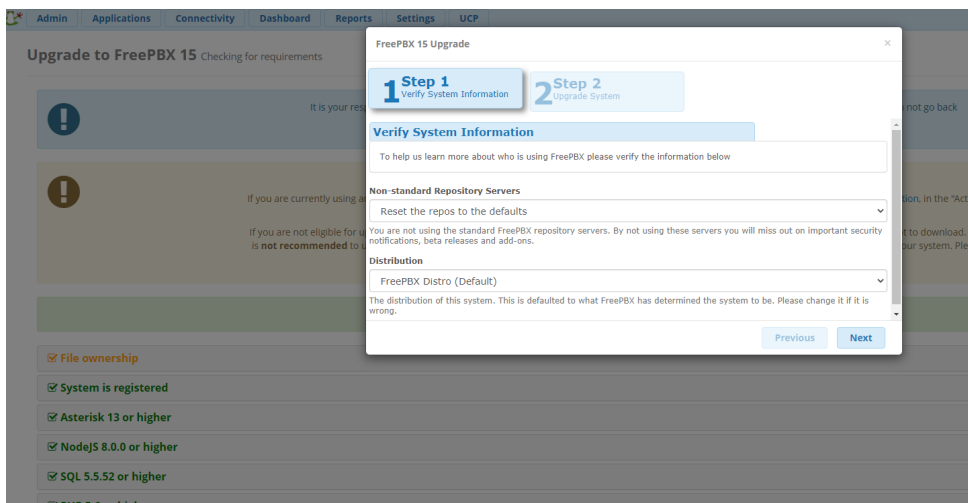 Admin Applications Connectivity Dashboard Reports Settings UCP
Upgrade to FreePBX 15 Checking for requirements
It is your res
not go back
If you are currently using a
tion, in the "Act
If you are not eligible for u
t to download.
is not recommended to u
our system. Ple
FreePBX 15 Upgrade
×
1 Step 1
Verify System Information
2 Step 2
Upgrade System
Verify System Information
To help us learn more about who is using FreePBX please verify the information below
Non-standard Repository Servers
Reset the repos to the defaults
You are not using the standard FreePBX repository servers. By not using these servers you will miss out on important security
notifications, beta releases and add-ons.
Distribution
FreePBX Distro (Default)
The distribution of this system. This is defaulted to what FreePBX has determined the system to be. Please change it if it is
wrong.
Previous Next
File ownership
System is registered
Asterisk 13 or higher
NodeJS 8.0.0 or higher
SQL 5.5.52 or higher